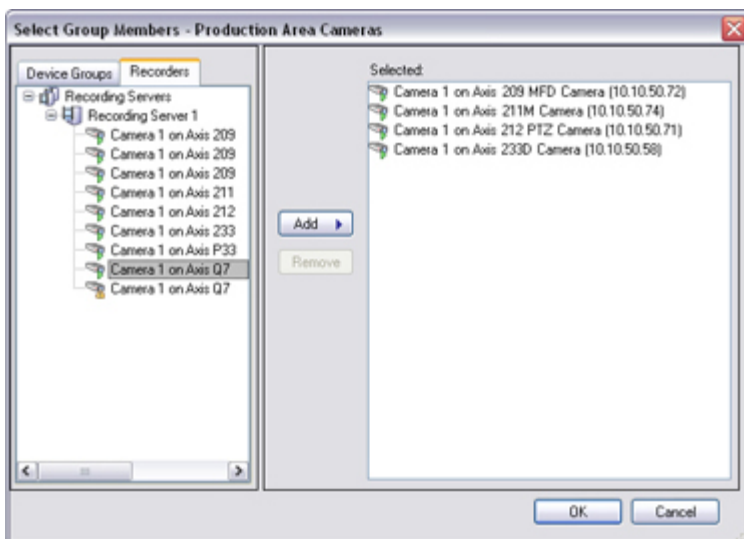 Select Group Members - Production Area Cameras
Device Groups
Recorders
Recording Servers
Recording Server 1
Camera 1 on Axis 209
Camera 1 on Axis 209
Camera 1 on Axis 209
Camera 1 on Axis 211
Camera 1 on Axis 212
Camera 1 on Axis 233
Camera 1 on Axis P33
Camera 1 on Axis Q7
Camera 1 on Axis Q7
Add
Remove
Selected:
Camera 1 on Axis 209 MFD Camera (10.10.50.72)
Camera 1 on Axis 211M Camera (10.10.50.74)
Camera 1 on Axis 212 PTZ Camera (10.10.50.71)
Camera 1 on Axis 233D Camera (10.10.50.58)
OK
Cancel